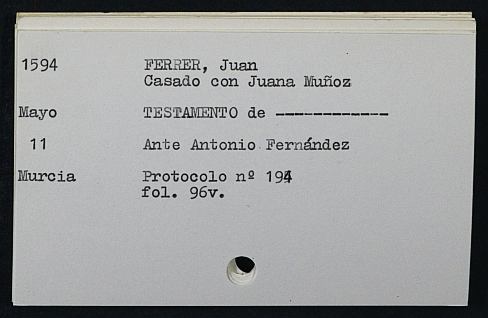 1594 FERRER, Juan
Casado con Juana Muñoz
Mayo TESTAMENTO de ------------
11 Ante Antonio Fernández
Murcia Protocolo nº 194
fol. 96v.